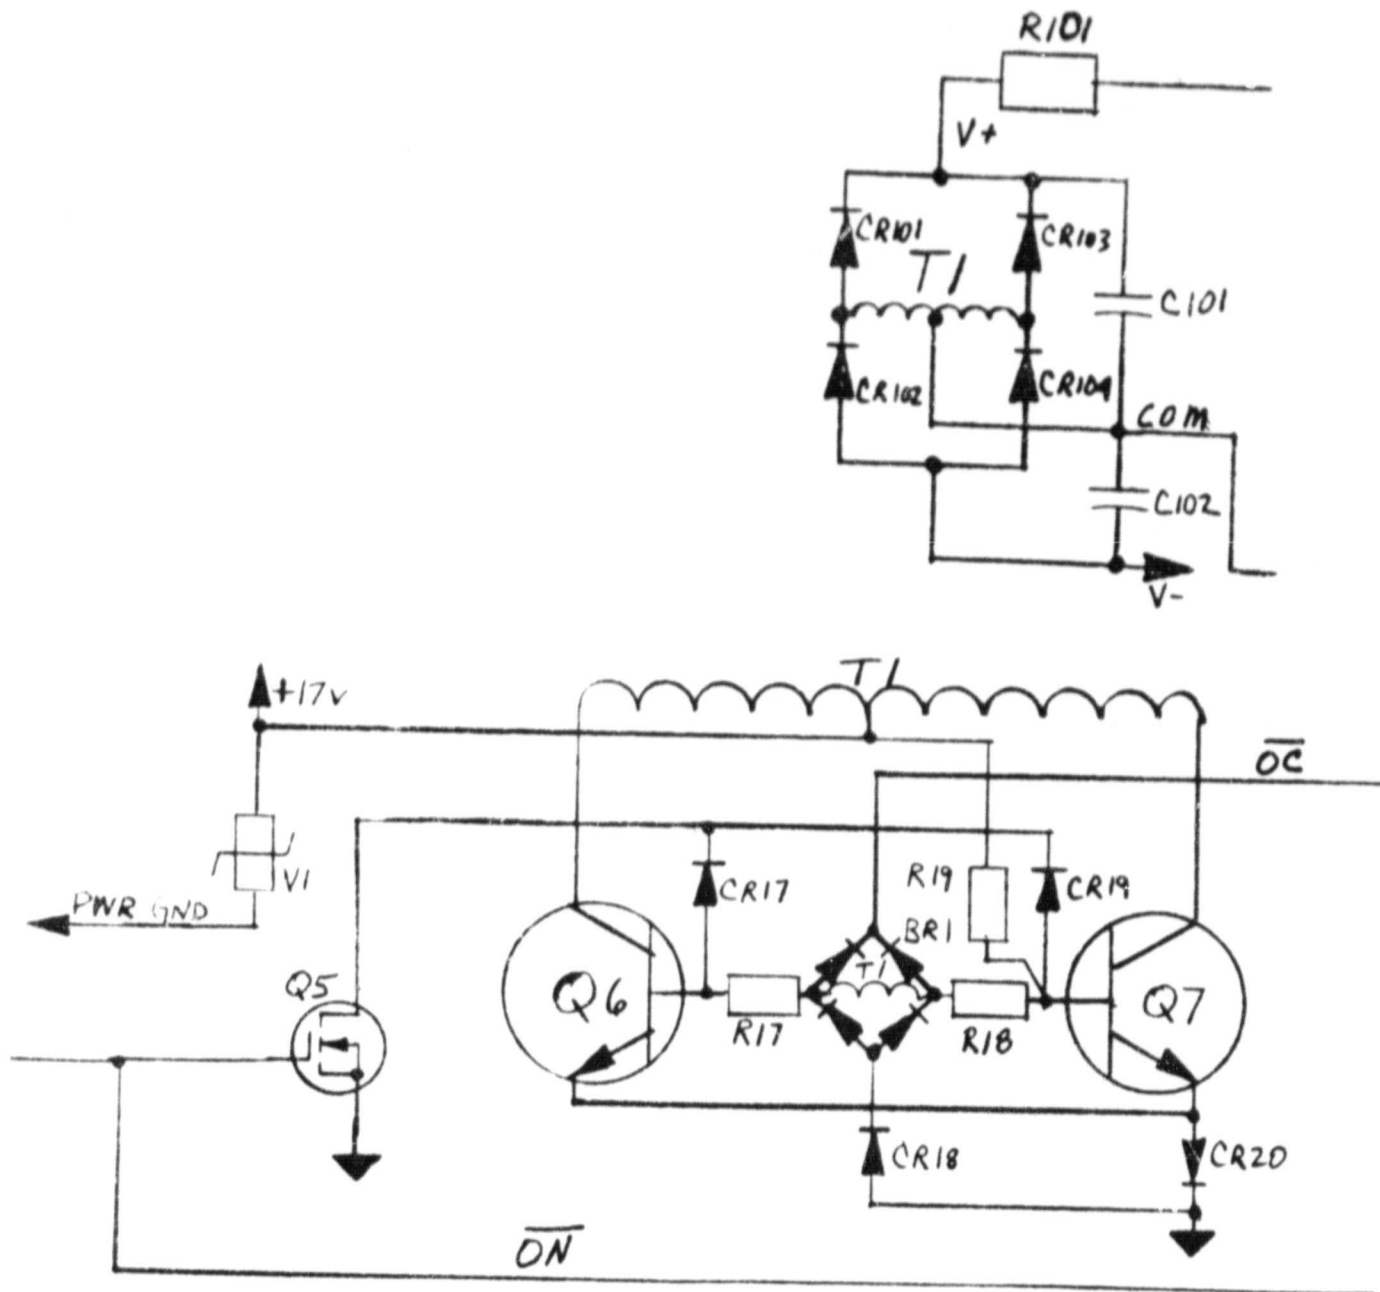 R101
V+
CR101
CR103
T1
C101
CR102
CR104
COM
C102
V-
T1
+17V
OC
V1
PWR GND
CR17
R19
CR19
BR1
T1
Q5
Q6
Q7
R17
R18
CR18
CR20
ON